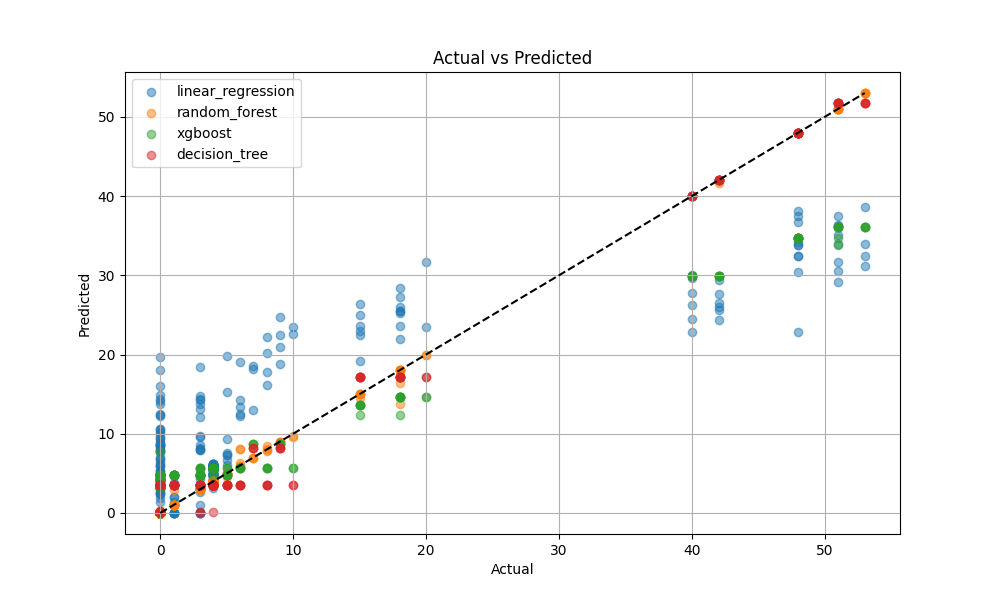 Actual vs Predicted
linear_regression
random_forest
xgboost
decision_tree
50
40
30
20
10
0
Predicted
0 10 20 30 40 50
Actual